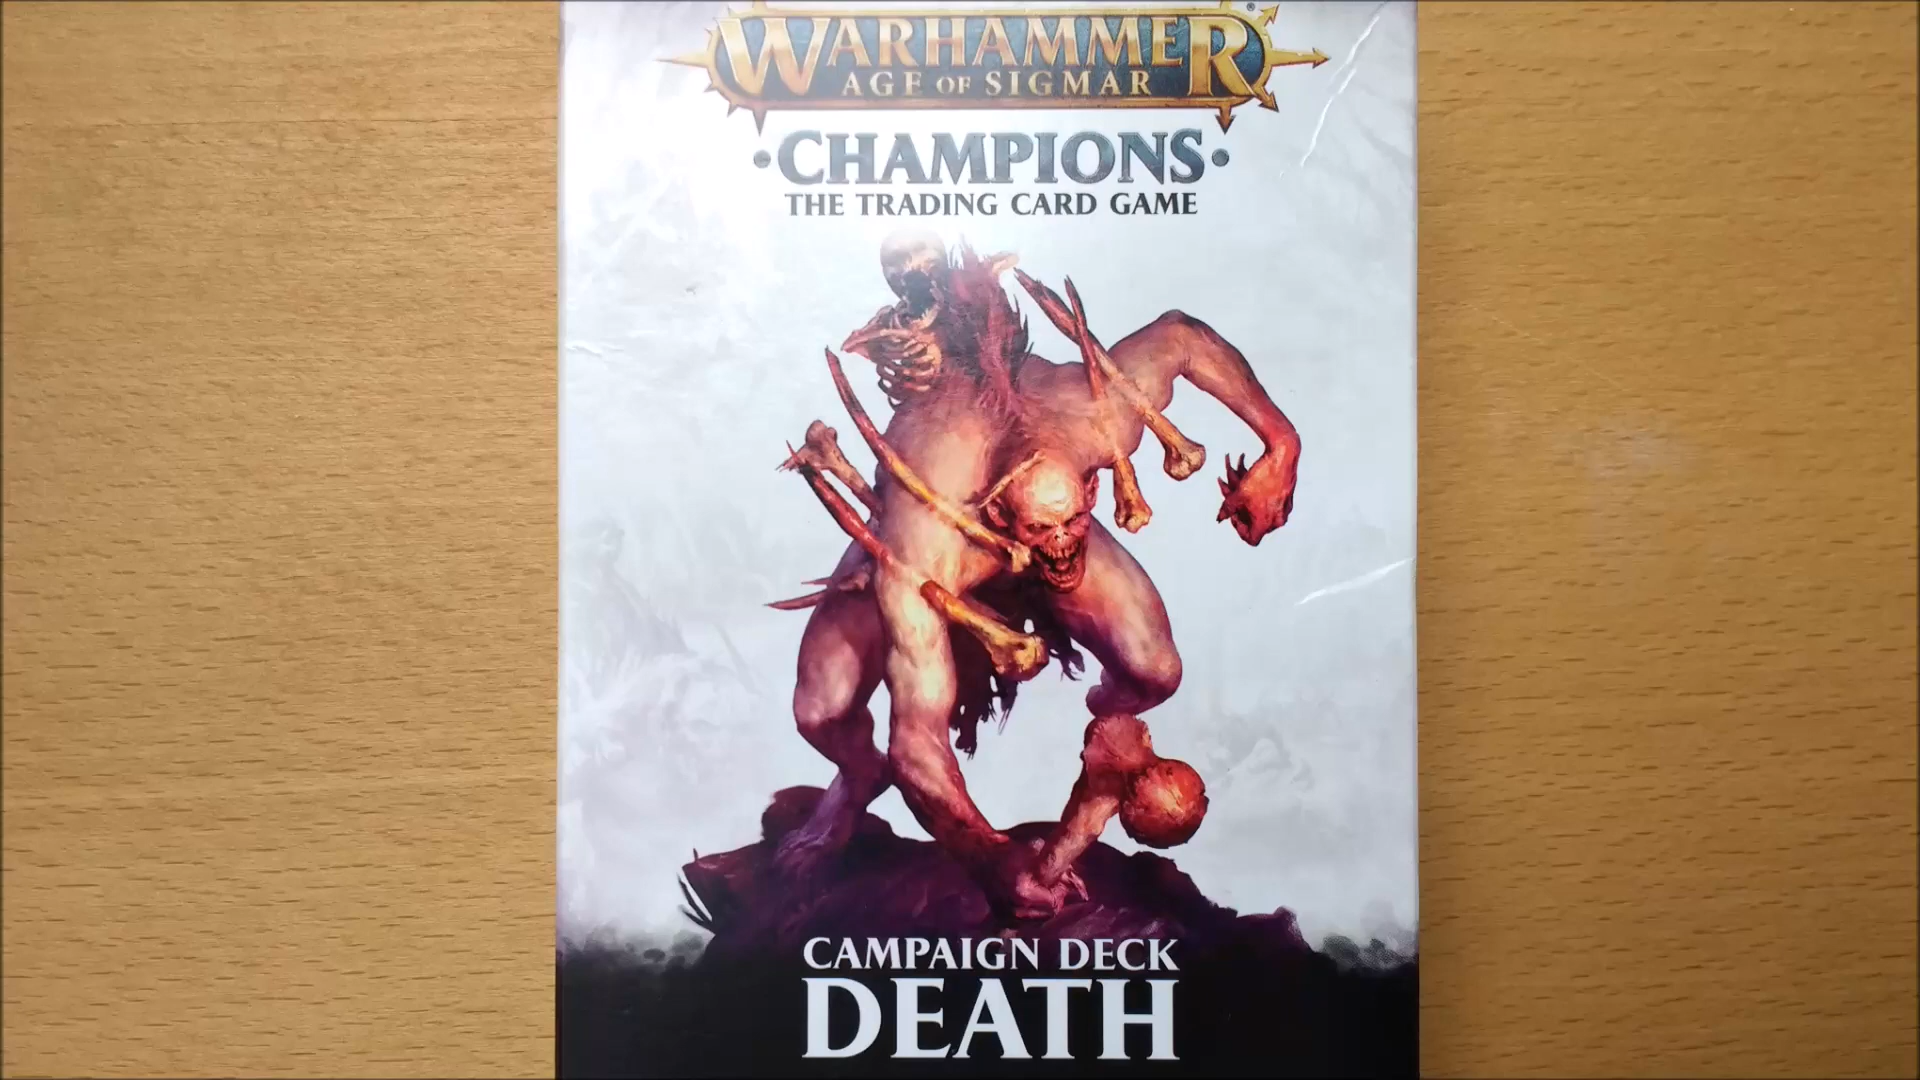 WARHAMMER®
AGE OF SIGMAR
·CHAMPIONS·
THE TRADING CARD GAME
CAMPAIGN DECK
DEATH